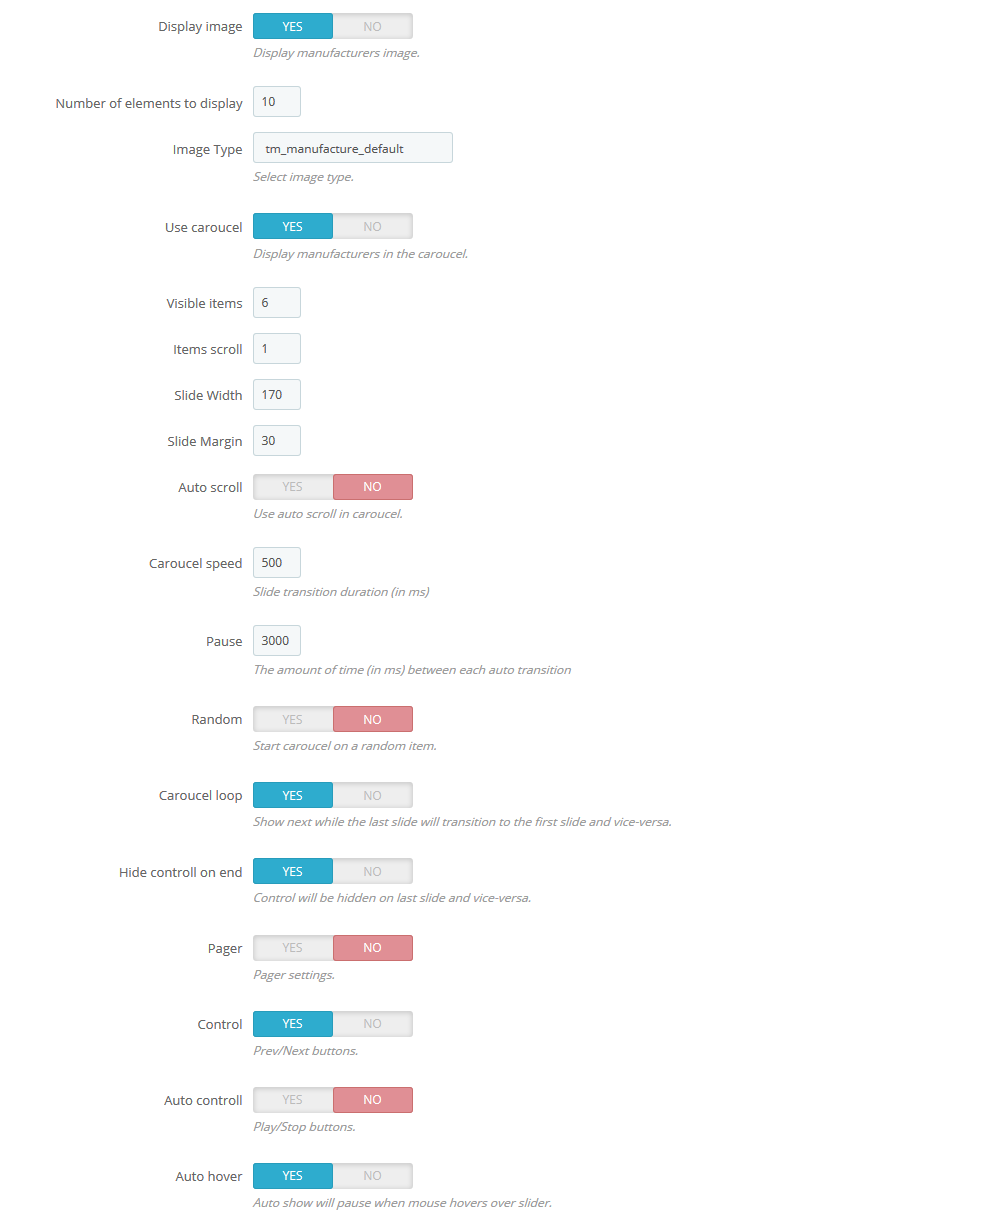 Display image YES NO
Display manufacturers image.
Number of elements to display 10
Image Type tm_manufacture_default
Select image type.
Use caroucel YES NO
Display manufacturers in the caroucel.
Visible items 6
Items scroll 1
Slide Width 170
Slide Margin 30
Auto scroll YES NO
Use auto scroll in caroucel.
Caroucel speed 500
Slide transition duration (in ms)
Pause 3000
The amount of time (in ms) between each auto transition
Random YES NO
Start caroucel on a random item.
Caroucel loop YES NO
Show next while the last slide will transition to the first slide and vice-versa.
Hide controll on end YES NO
Control will be hidden on last slide and vice-versa.
Pager YES NO
Pager settings.
Control YES NO
Prev/Next buttons.
Auto controll YES NO
Play/Stop buttons.
Auto hover YES NO
Auto show will pause when mouse hovers over slider.